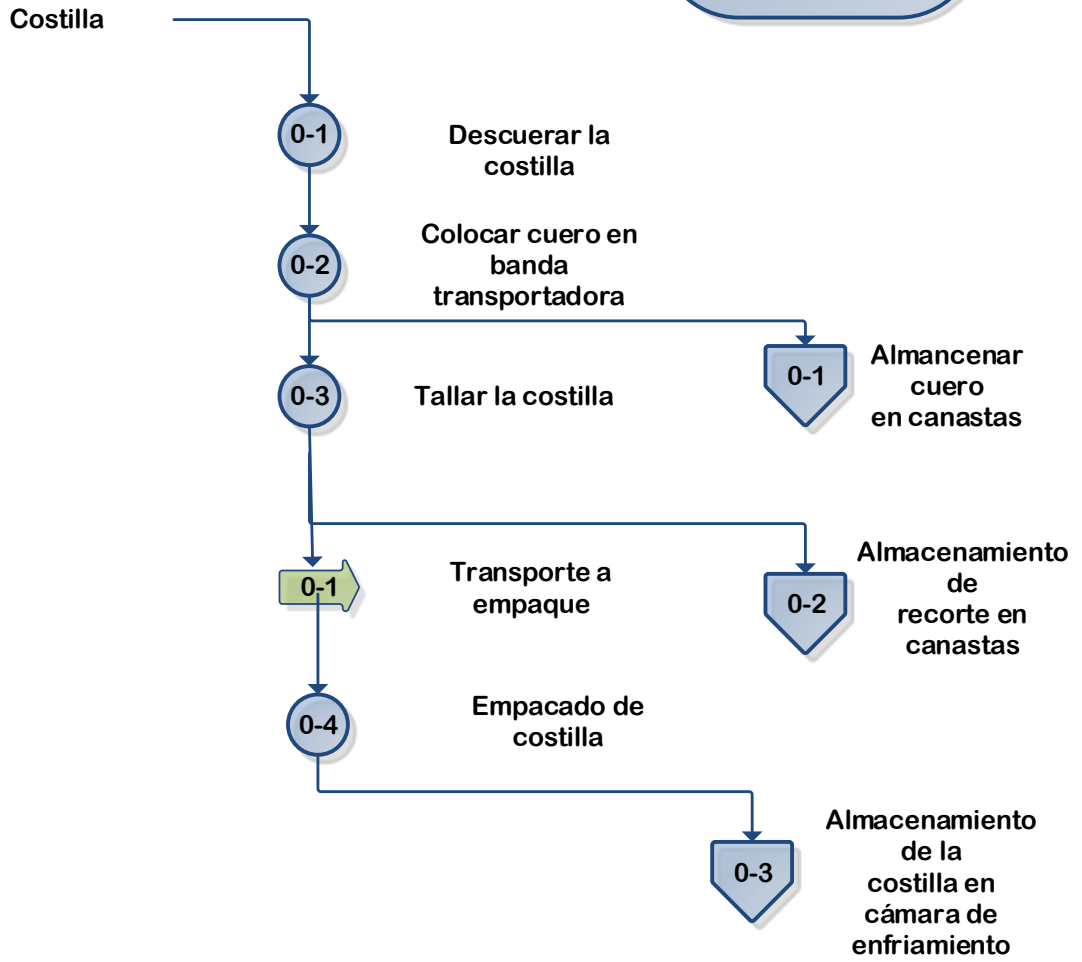 Costilla
0-1
Descuerar la
costilla
0-2
Colocar cuero en
banda
transportadora
0-3
Tallar la costilla
0-1
Almancenar
cuero
en canastas
0-1
Transporte a
empaque
0-2
Almacenamiento
de
recorte en
canastas
0-4
Empacado de
costilla
0-3
Almacenamiento
de la
costilla en
cámara de
enfriamiento